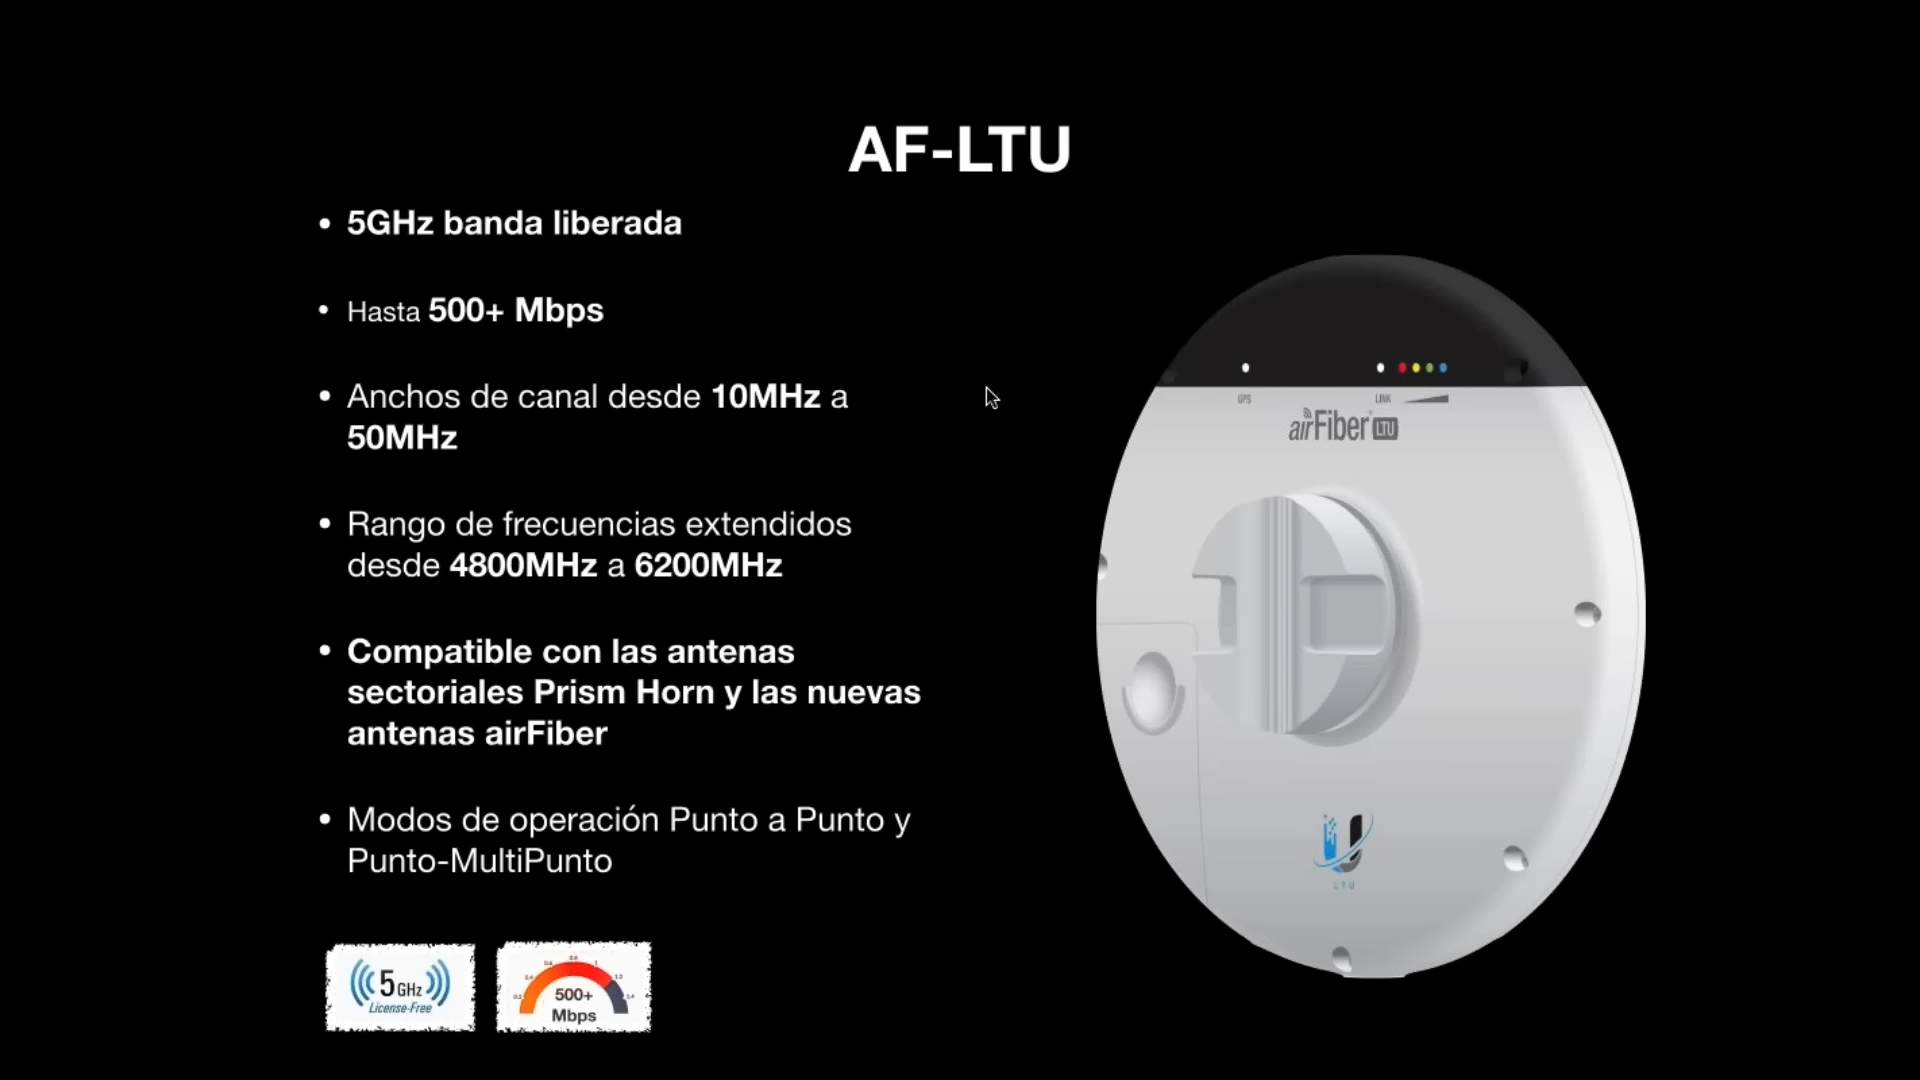 AF-LTU
• 5GHz banda liberada
• Hasta 500+ Mbps
• Anchos de canal desde 10MHz a
50MHz
• Rango de frecuencias extendidos
desde 4800MHz a 6200MHz
• Compatible con las antenas
sectoriales Prism Horn y las nuevas
antenas airFiber
• Modos de operación Punto a Punto y
Punto-MultiPunto
GPS LINK
airFiber LTU
LTU
5 GHz
License-Free
500+
Mbps